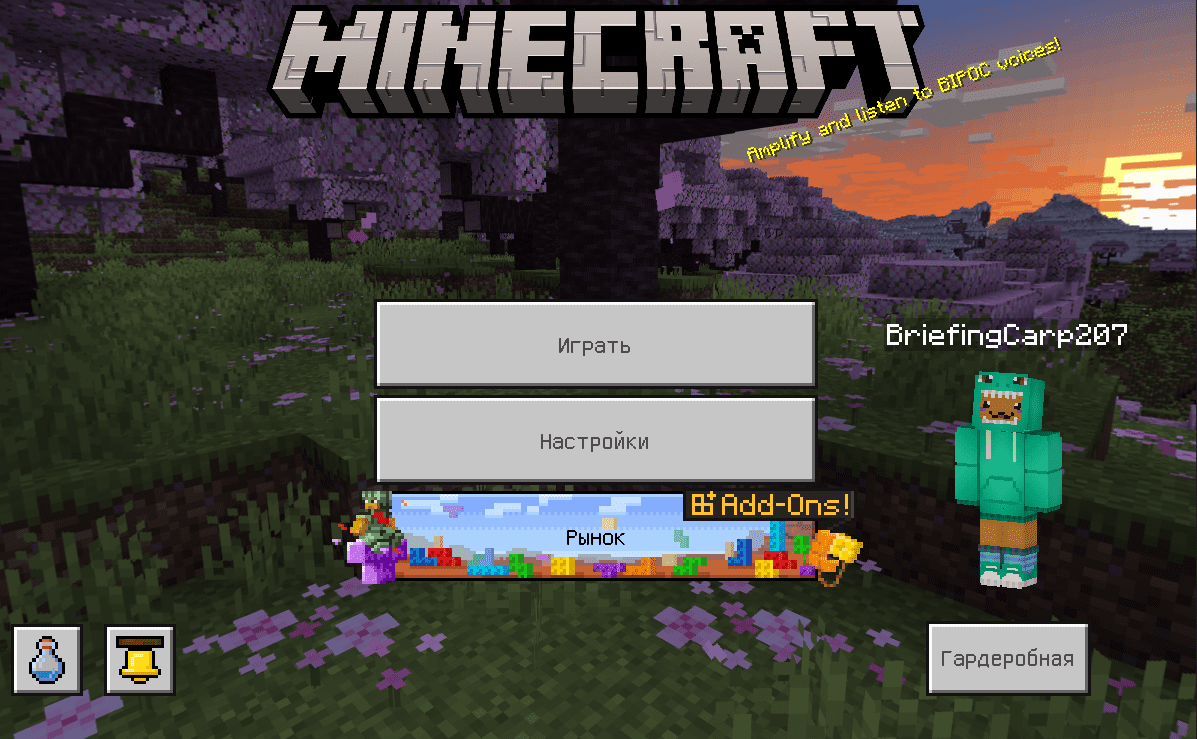 MINECRAFT
Amplify and listen to BIPOC voices!
Играть
BriefingCarp207
Настройки
Add-Ons!
Рынок
Гардеробная